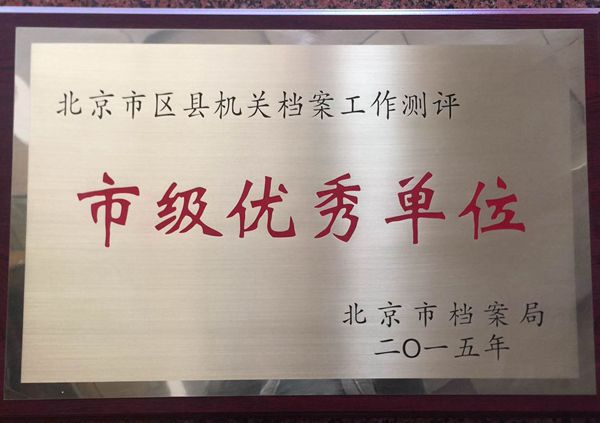 北京市区县机关档案工作测评
市级优秀单位
北京市档案局
二〇一五年